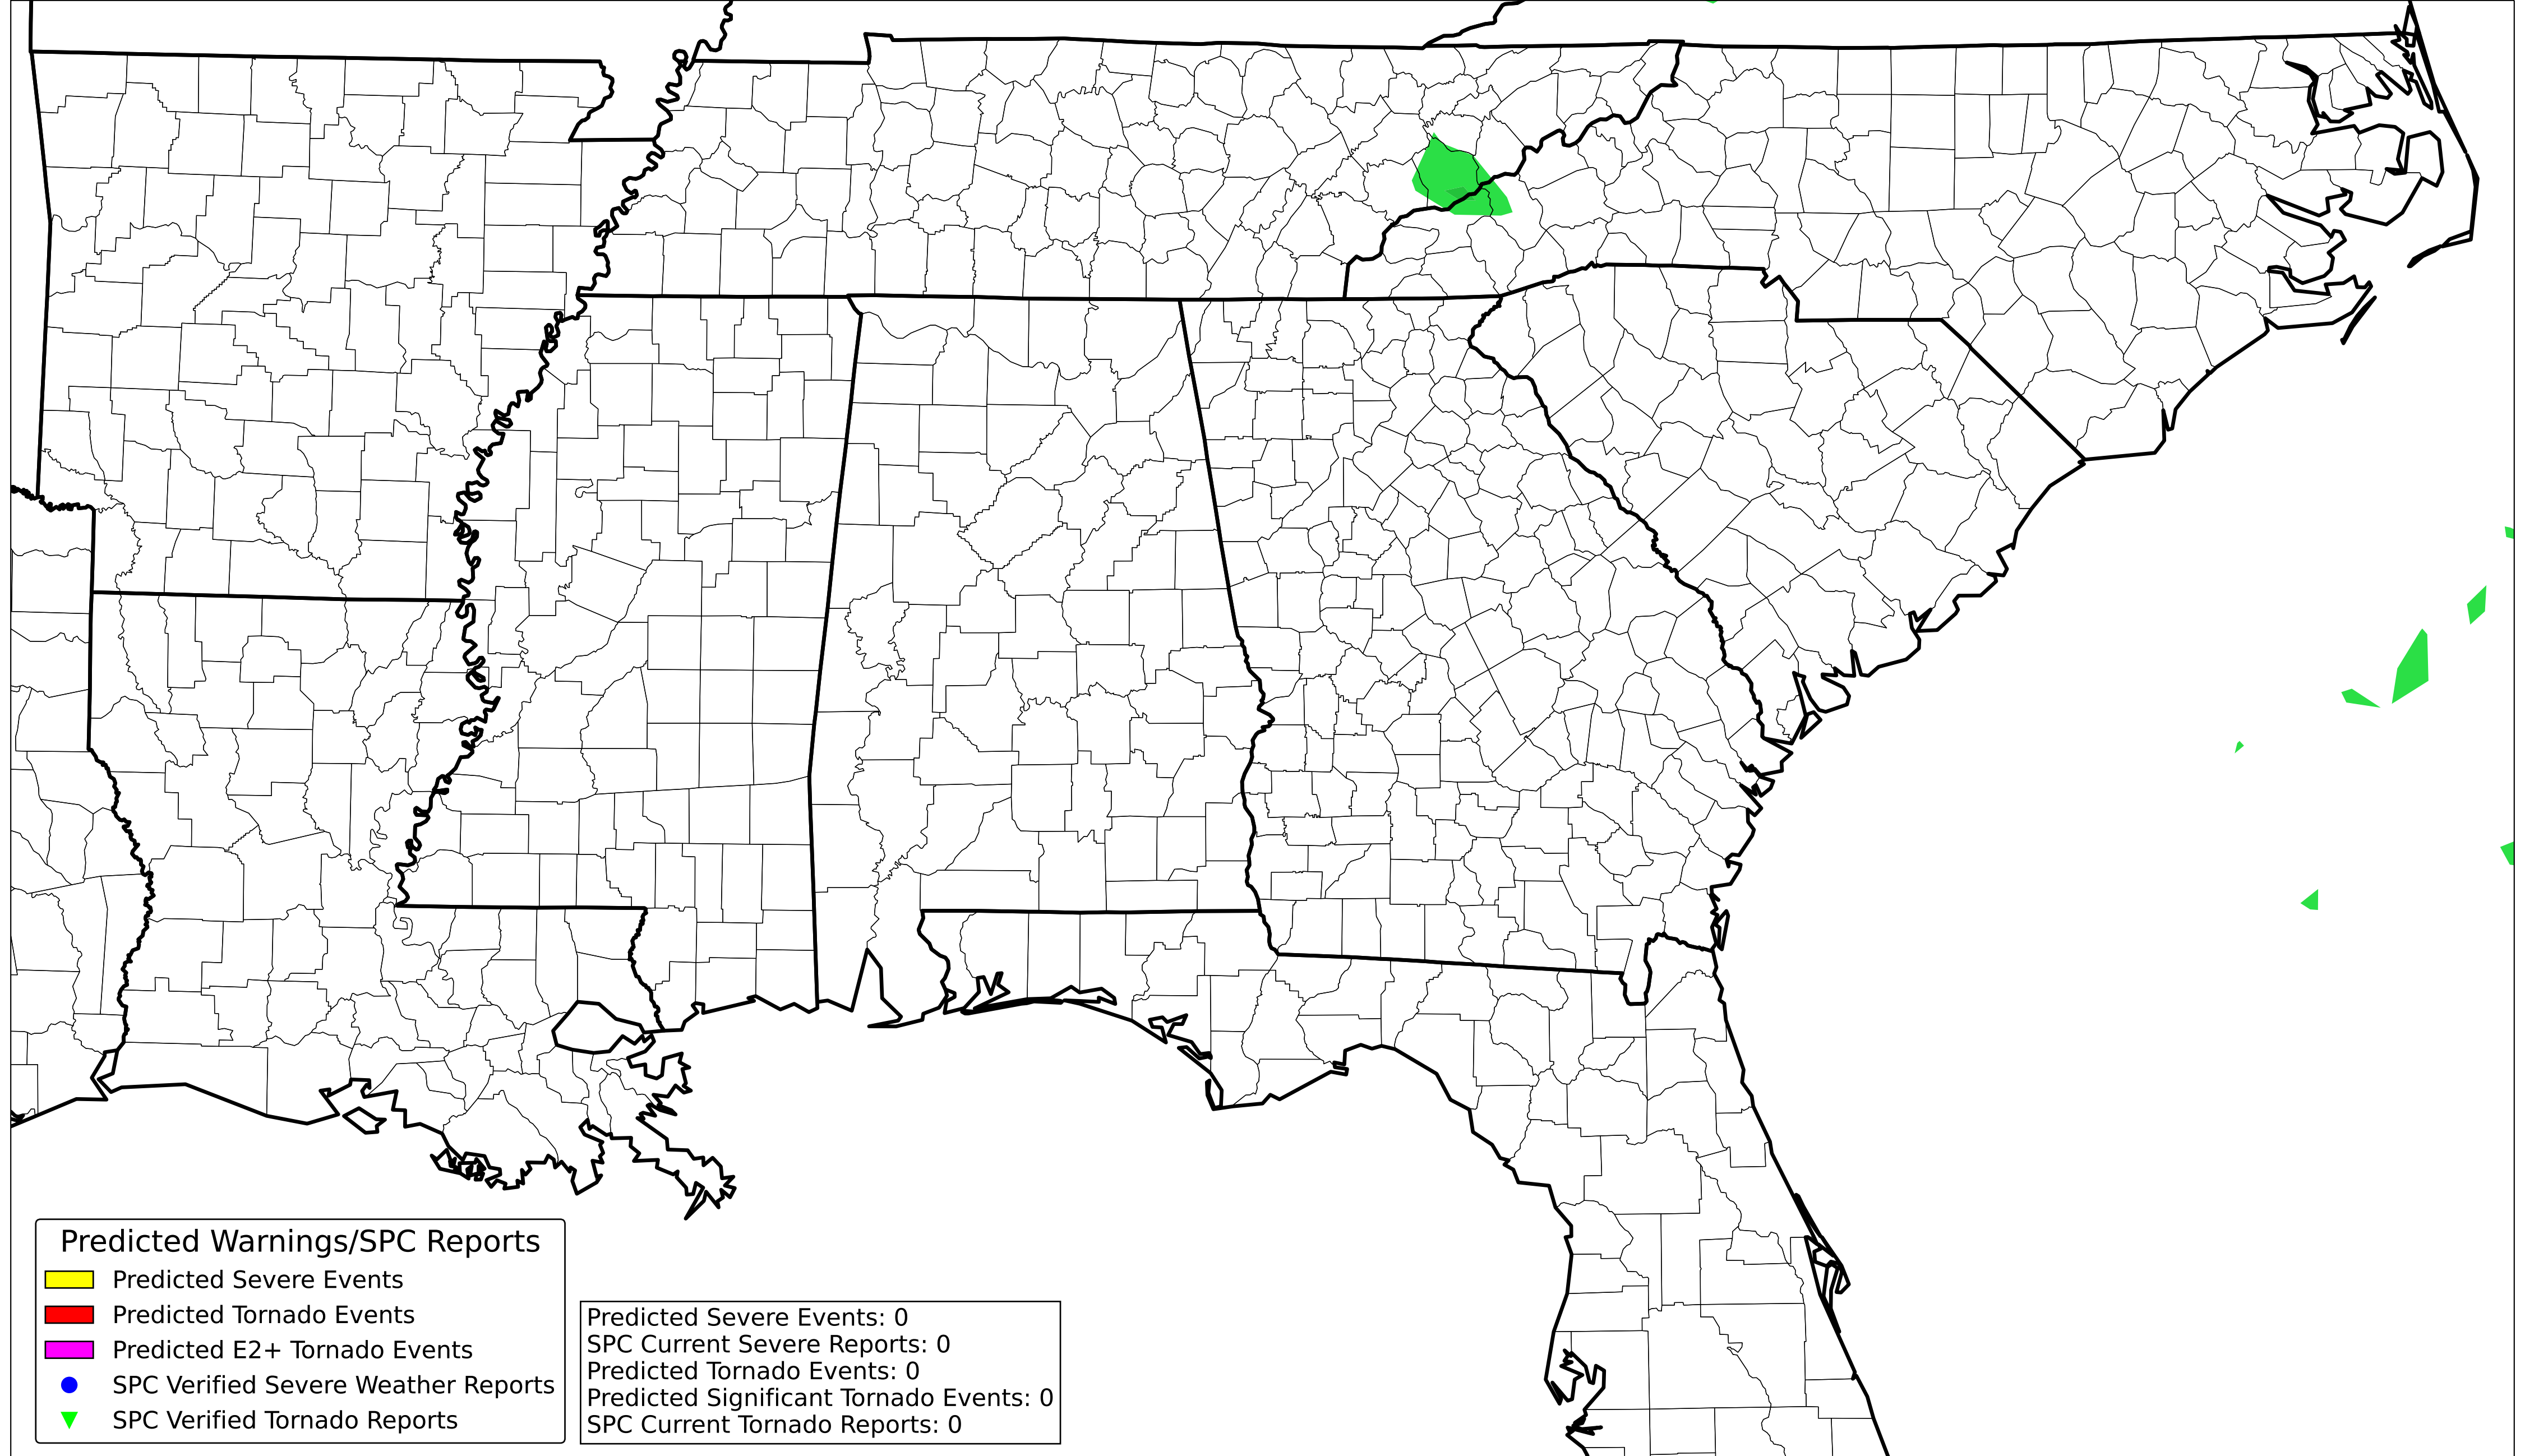 Predicted Warnings/SPC Reports
Predicted Severe Events
Predicted Tornado Events
Predicted E2+ Tornado Events
SPC Verified Severe Weather Reports
SPC Verified Tornado Reports
Predicted Severe Events: 0
SPC Current Severe Reports: 0
Predicted Tornado Events: 0
Predicted Significant Tornado Events: 0
SPC Current Tornado Reports: 0